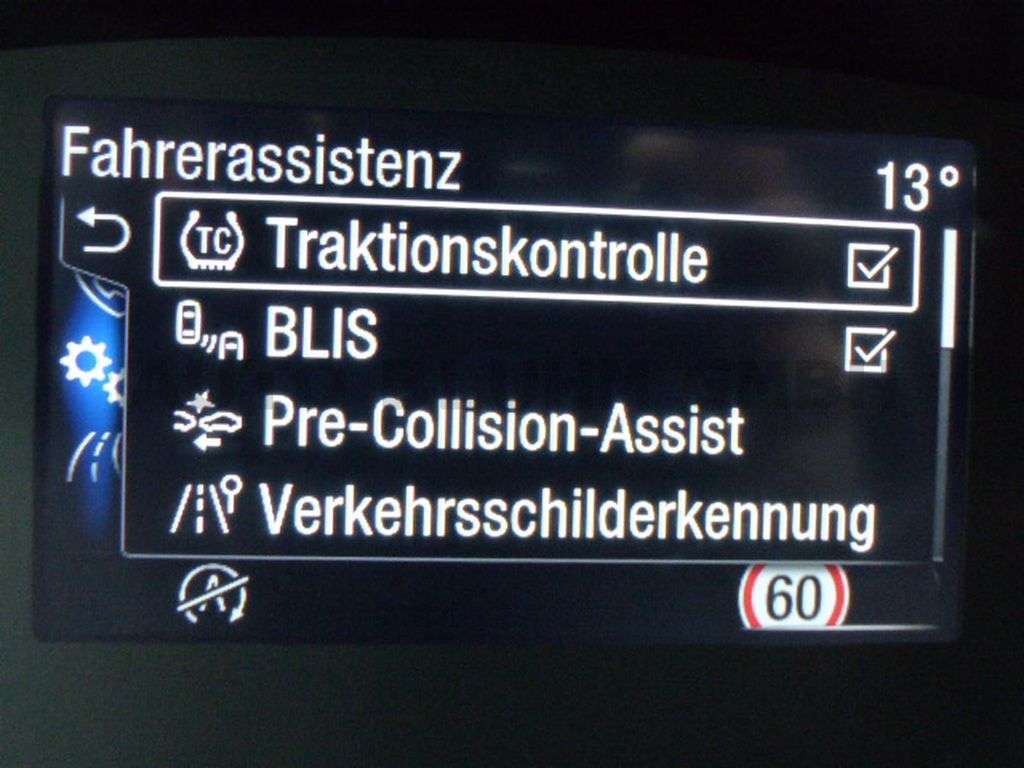 Fahrerassistenz
13°
TC Traktionskontrolle
BLIS
Pre-Collision-Assist
Verkehrsschilderkennung
A 60